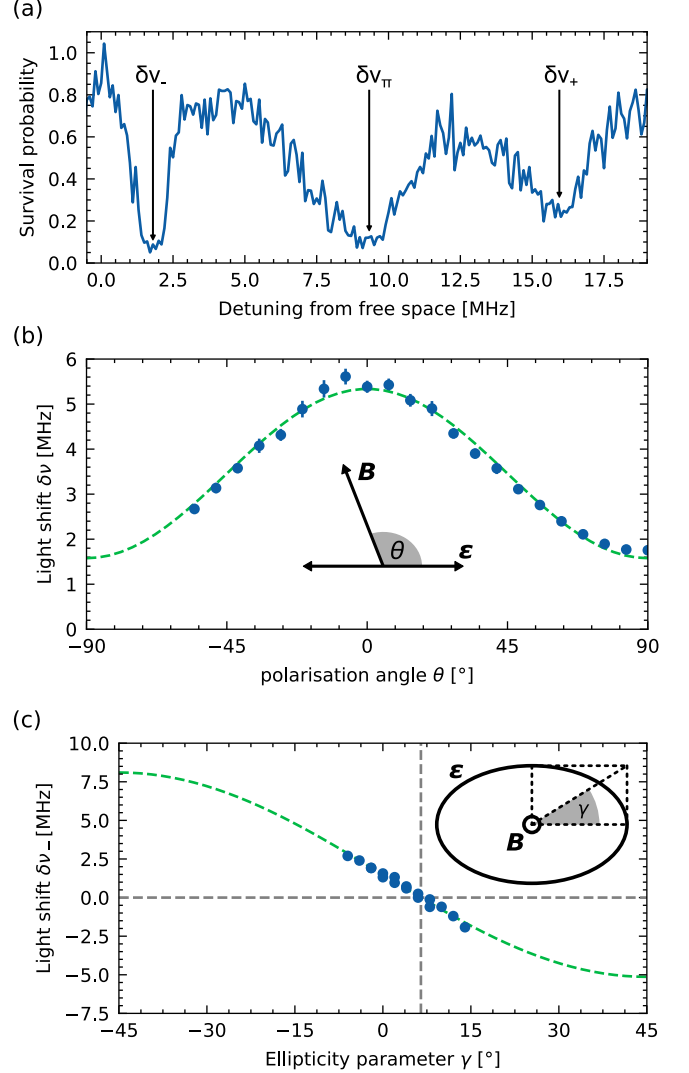 (a)
δν₋ δν_π δν₊
1.0
0.8
0.6
0.4
0.2
0.0
Survival probability
0.0 2.5 5.0 7.5 10.0 12.5 15.0 17.5
Detuning from free space [MHz]
(b)
6
5
4
3
2
1
0
Light shift δν [MHz]
B
θ
ε
−90 −45 0 45 90
polarisation angle θ [°]
(c)
10.0
7.5
5.0
2.5
0.0
−2.5
−5.0
−7.5
Light shift δν₋ [MHz]
ε
γ
B
−45 −30 −15 0 15 30 45
Ellipticity parameter γ [°]